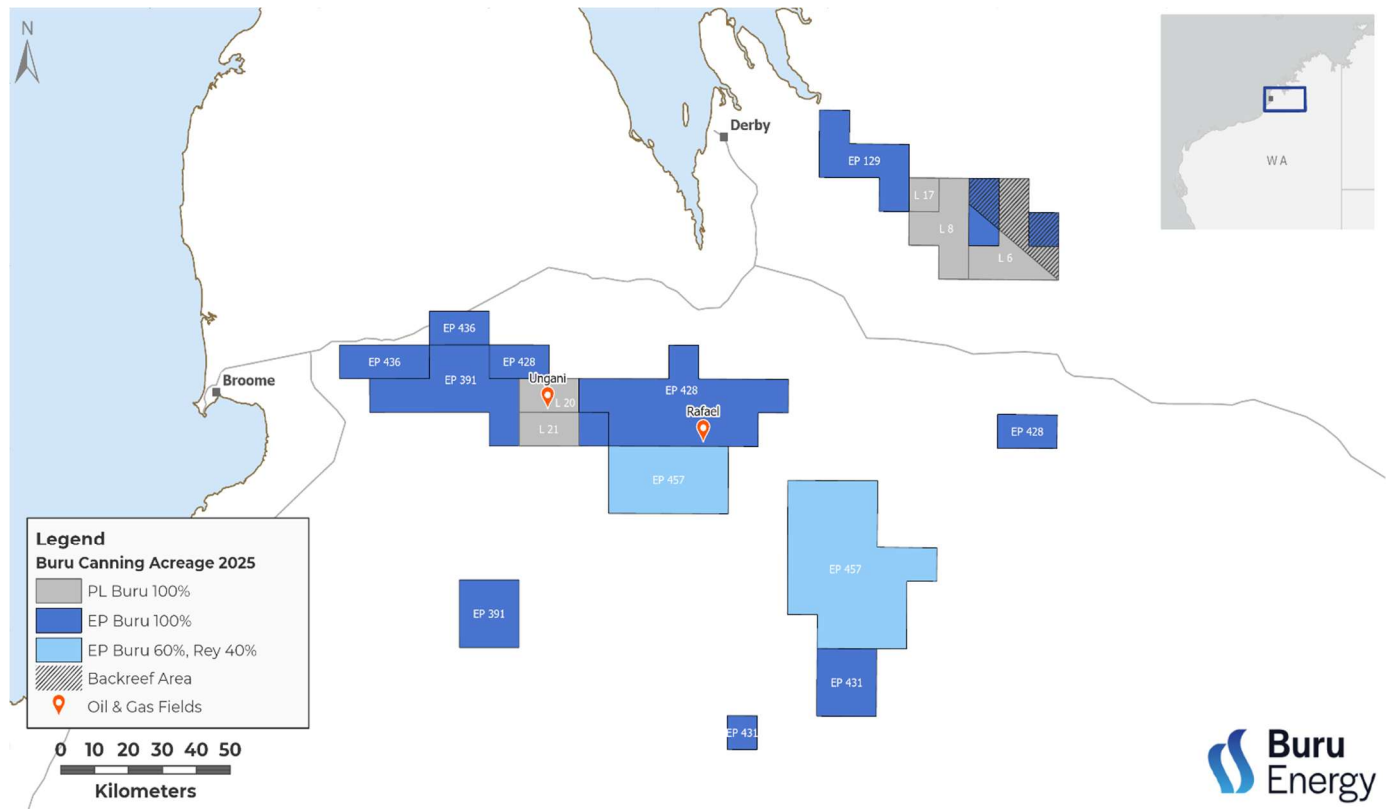 N
Derby
WA
EP 129
L 17
L 8
L 6
EP 436
EP 436
EP 428
EP 391
Ungani
L 20
L 21
EP 428
Rafael
Broome
EP 428
EP 457
EP 457
EP 391
EP 431
EP 431
Legend
Buru Canning Acreage 2025
PL Buru 100%
EP Buru 100%
EP Buru 60%, Rey 40%
Backreef Area
Oil & Gas Fields
0 10 20 30 40 50
Kilometers
Buru
Energy